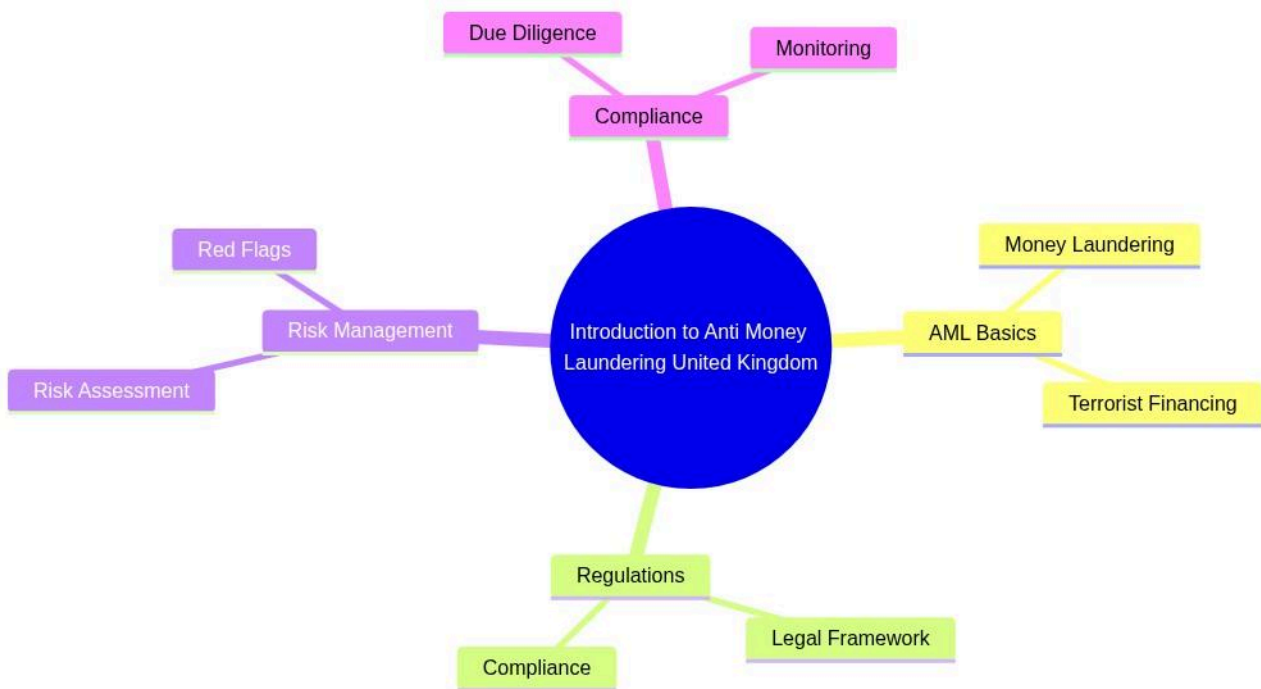 Due Diligence
Monitoring
Compliance
Red Flags
Money Laundering
Risk Management
Introduction to Anti Money
Laundering United Kingdom
AML Basics
Risk Assessment
Terrorist Financing
Regulations
Legal Framework
Compliance